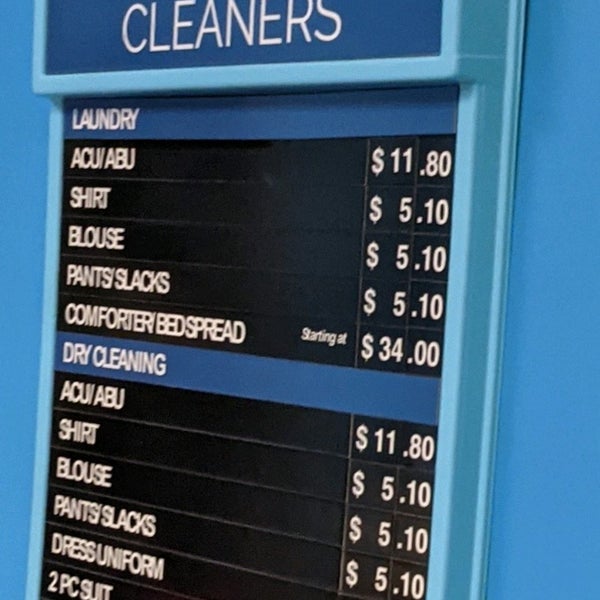 CLEANERS
LAUNDRY
ACU/ABU $ 11.80
SHIRT $ 5.10
BLOUSE $ 5.10
PANTS/SLACKS $ 5.10
COMFORTER/BEDSPREAD Starting at $ 34.00
DRY CLEANING
ACU/ABU $ 11.80
SHIRT $ 5.10
BLOUSE $ 5.10
PANTS/SLACKS $ 5.10
DRESS UNIFORM
2 PC SUIT